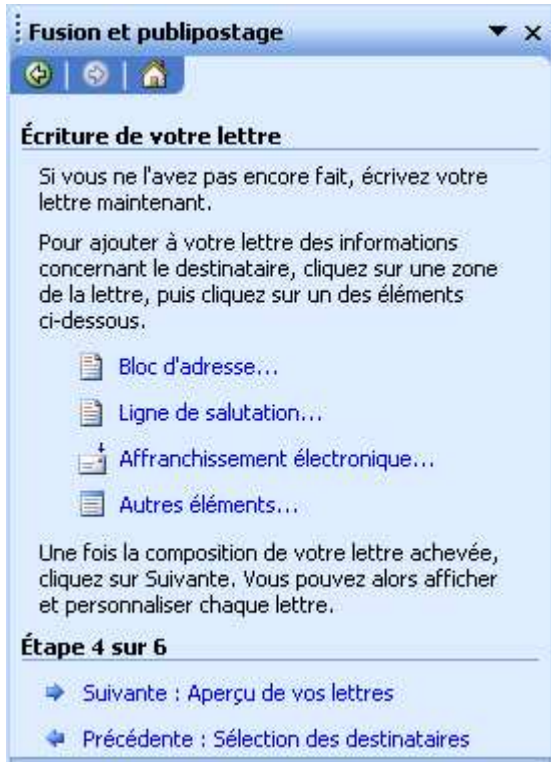 Fusion et publipostage
Écriture de votre lettre
Si vous ne l'avez pas encore fait, écrivez votre
lettre maintenant.
Pour ajouter à votre lettre des informations
concernant le destinataire, cliquez sur une zone
de la lettre, puis cliquez sur un des éléments
ci-dessous.
Bloc d'adresse...
Ligne de salutation...
Affranchissement électronique...
Autres éléments...
Une fois la composition de votre lettre achevée,
cliquez sur Suivante. Vous pouvez alors afficher
et personnaliser chaque lettre.
Étape 4 sur 6
Suivante : Aperçu de vos lettres
Précédente : Sélection des destinataires